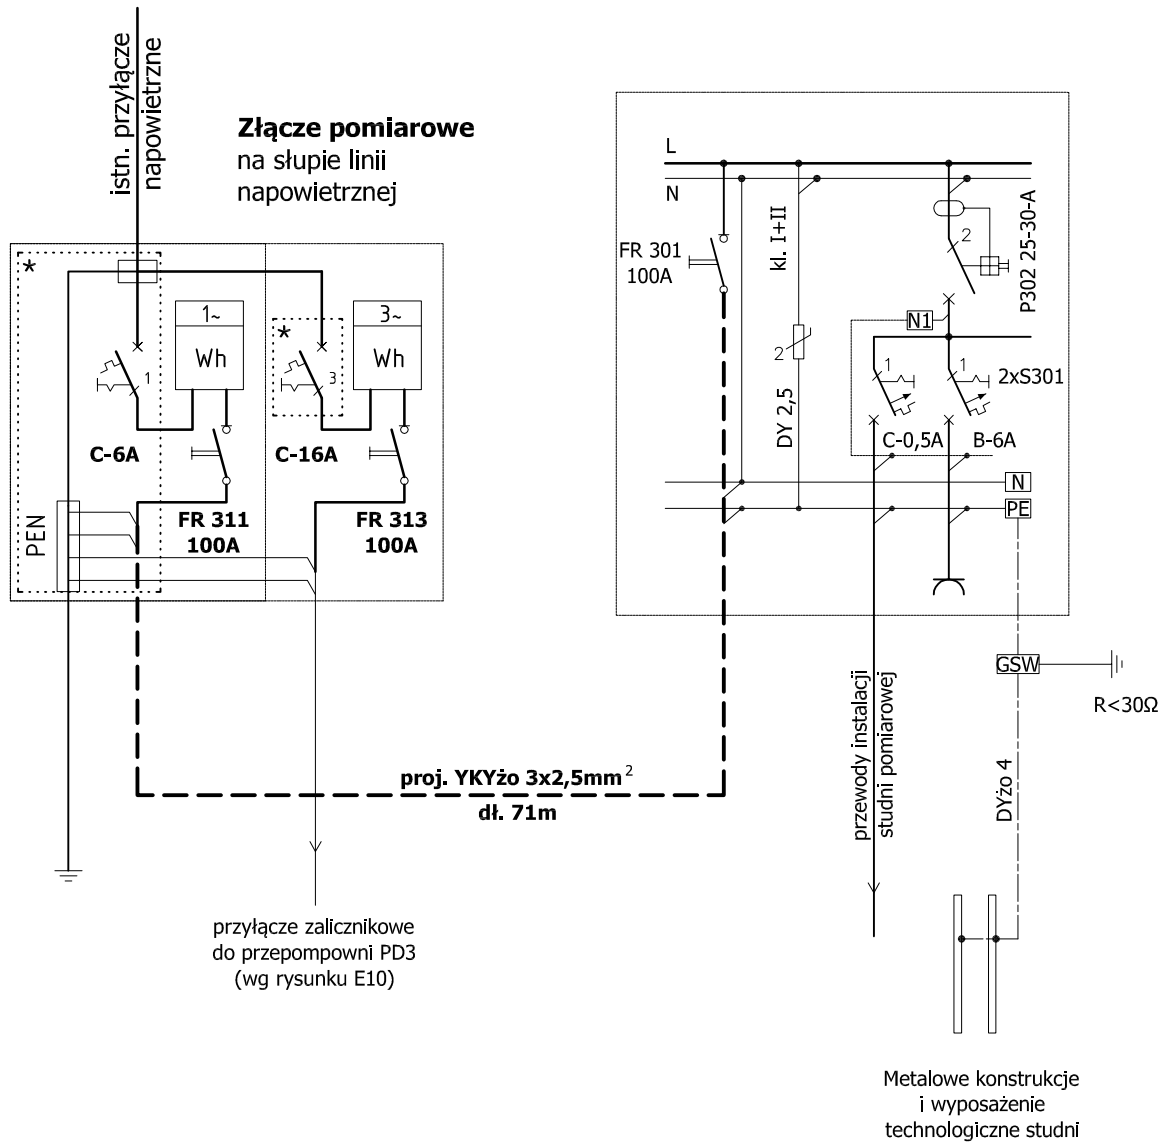 istn. przyłącze
napowietrzne
Złącze pomiarowe
na słupie linii
napowietrznej
*
1~
Wh
1
C-6A
FR 311
100A
*
3~
Wh
3
C-16A
FR 313
100A
PEN
proj. YKYżo 3x2,5mm²
dł. 71m
przyłącze zalicznikowe
do przepompowni PD3
(wg rysunku E10)
L
N
FR 301
100A
kl. I+II
2
DY 2,5
2
P302 25-30-A
N1
1
1
2xS301
C-0,5A
B-6A
N
PE
GSW
R<30Ω
przewody instalacji
studni pomiarowej
DYżo 4
Metalowe konstrukcje
i wyposażenie
technologiczne studni